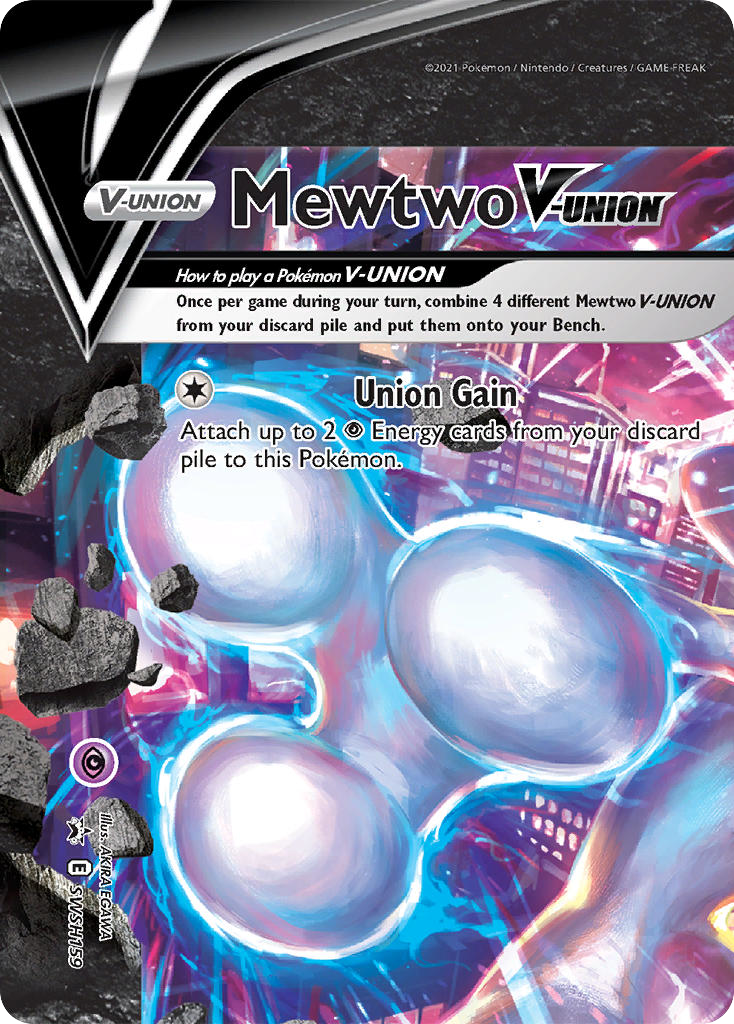 ©2021 Pokémon / Nintendo / Creatures / GAME FREAK
V-UNION
Mewtwo V-UNION
How to play a Pokémon V-UNION
Once per game during your turn, combine 4 different Mewtwo V-UNION
from your discard pile and put them onto your Bench.
Union Gain
Attach up to 2 Energy cards from your discard
pile to this Pokémon.
Illus. AKIRA EGAWA
E SWSH159